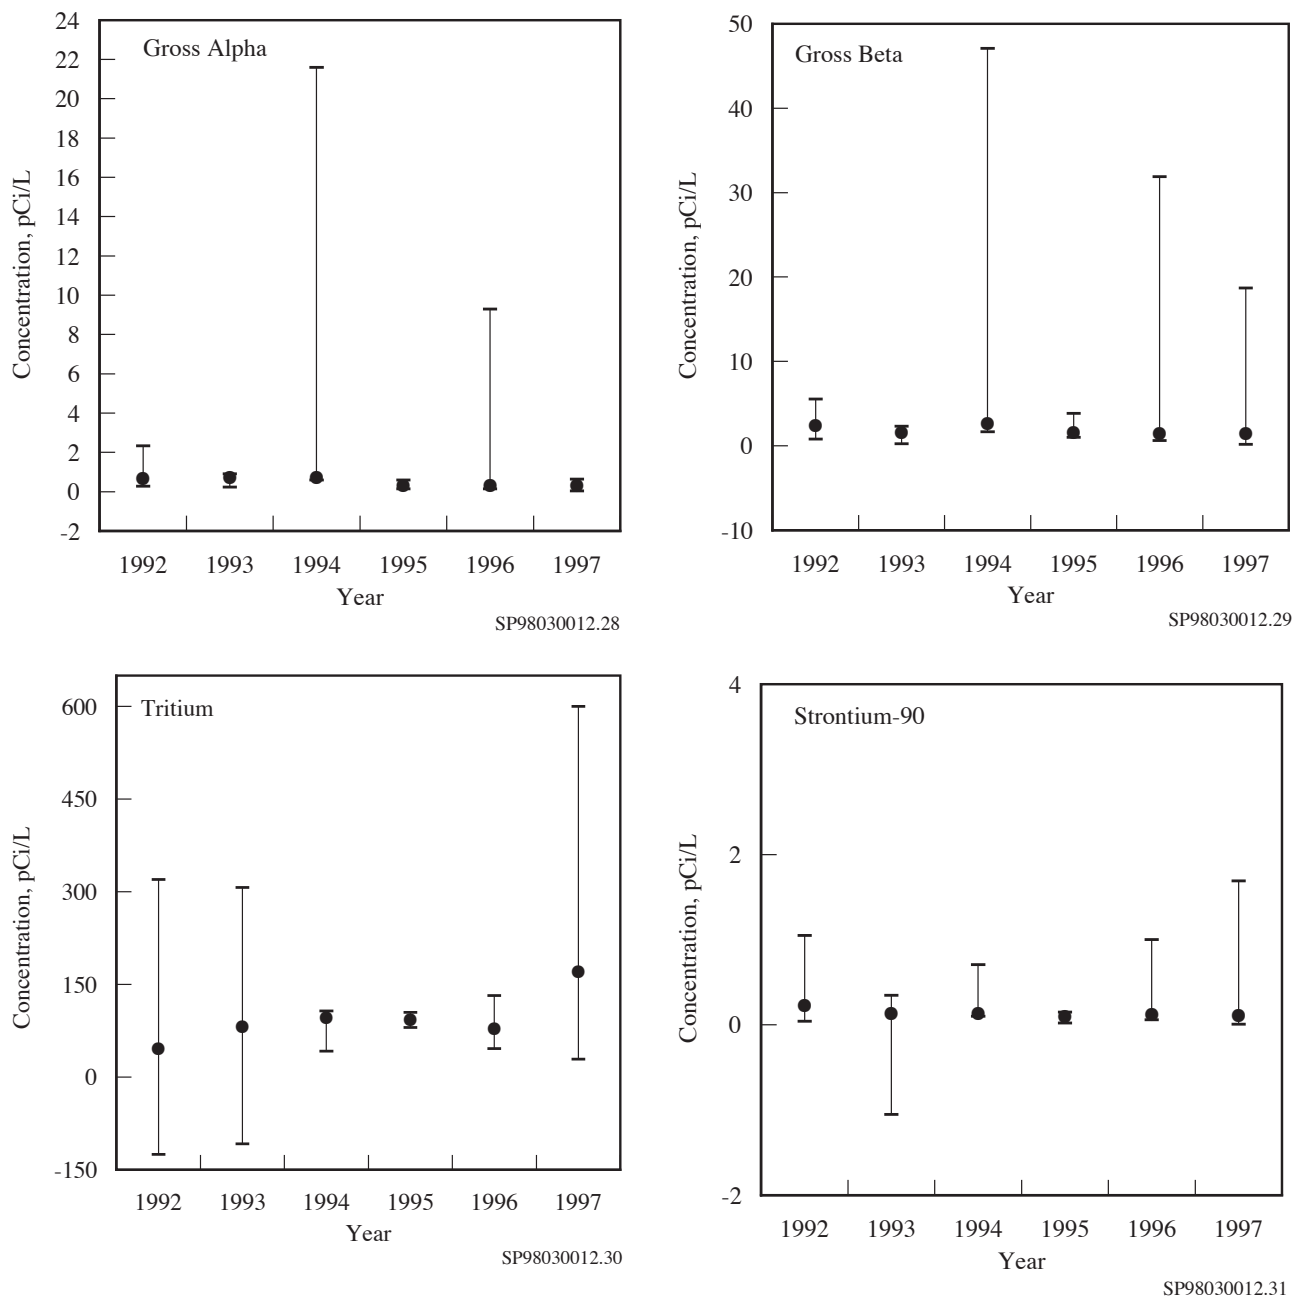 Gross Alpha
Concentration, pCi/L
24
22
20
18
16
14
12
10
8
6
4
2
0
-2
1992 1993 1994 1995 1996 1997
Year
SP98030012.28
Gross Beta
Concentration, pCi/L
50
40
30
20
10
0
-10
1992 1993 1994 1995 1996 1997
Year
SP98030012.29
Tritium
Concentration, pCi/L
600
450
300
150
0
-150
1992 1993 1994 1995 1996 1997
Year
SP98030012.30
Strontium-90
Concentration, pCi/L
4
2
0
-2
1992 1993 1994 1995 1996 1997
Year
SP98030012.31